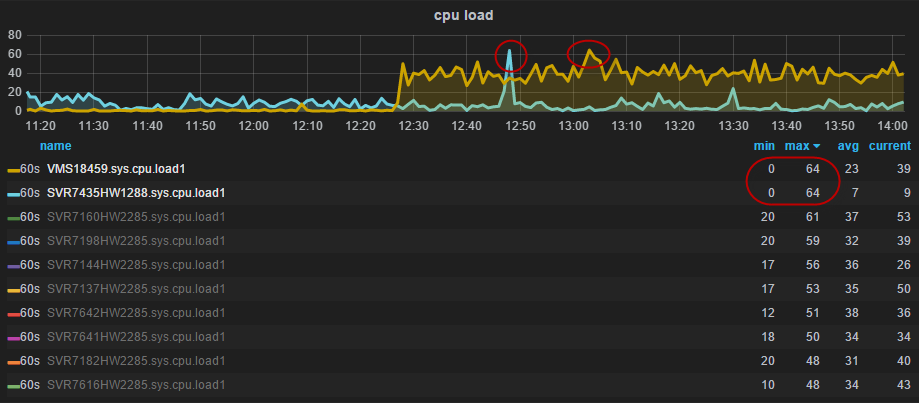 cpu load
80
60
40
20
0
11:20 11:30 11:40 11:50 12:00 12:10 12:20 12:30 12:40 12:50 13:00 13:10 13:20 13:30 13:40 13:50 14:00
name min max avg current
60s VMS18459.sys.cpu.load1 0 64 23 39
60s SVR7435HW1288.sys.cpu.load1 0 64 7 9
60s SVR7160HW2285.sys.cpu.load1 20 61 37 53
60s SVR7198HW2285.sys.cpu.load1 20 59 32 39
60s SVR7144HW2285.sys.cpu.load1 17 56 36 26
60s SVR7137HW2285.sys.cpu.load1 17 53 35 50
60s SVR7642HW2285.sys.cpu.load1 12 51 38 36
60s SVR7641HW2285.sys.cpu.load1 18 50 34 34
60s SVR7182HW2285.sys.cpu.load1 20 48 31 40
60s SVR7616HW2285.sys.cpu.load1 10 48 34 43